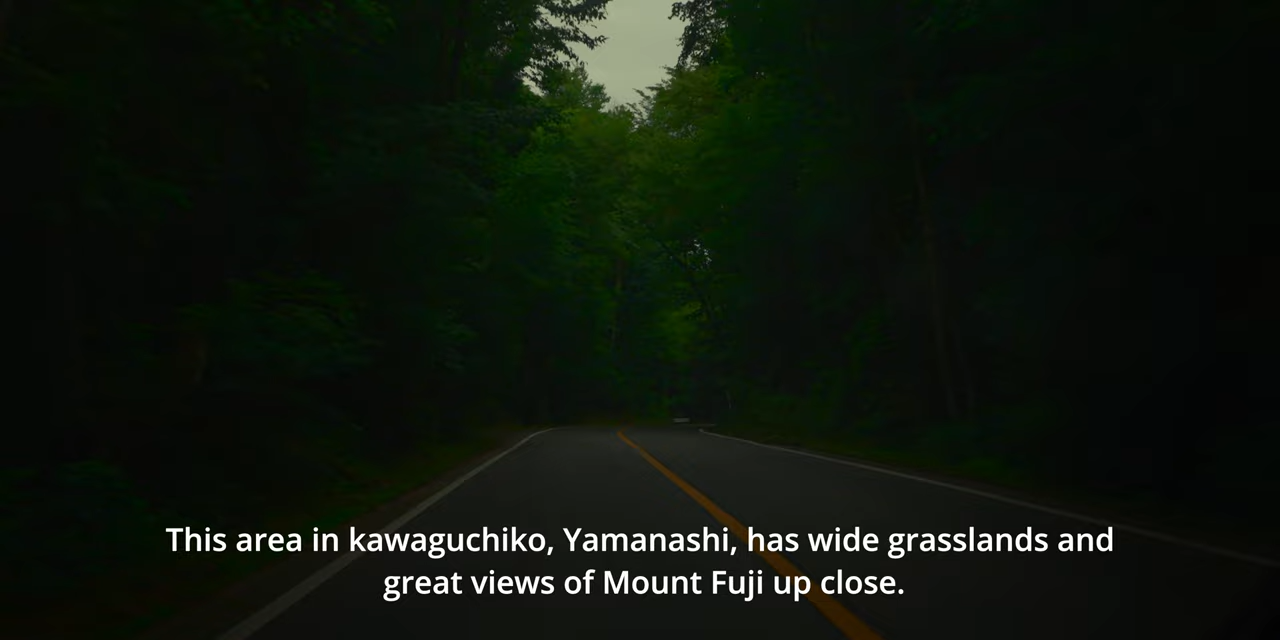 This area in kawaguchiko, Yamanashi, has wide grasslands and
great views of Mount Fuji up close.